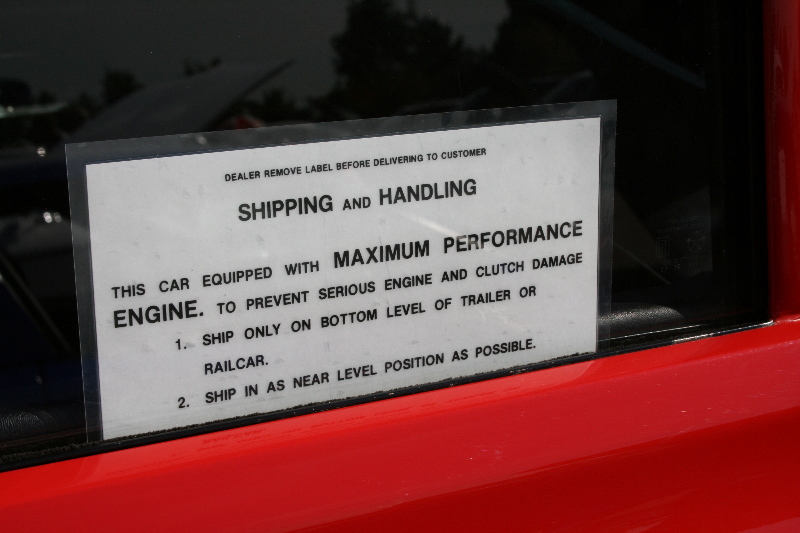 DEALER REMOVE LABEL BEFORE DELIVERING TO CUSTOMER
SHIPPING AND HANDLING
THIS CAR EQUIPPED WITH MAXIMUM PERFORMANCE
ENGINE. TO PREVENT SERIOUS ENGINE AND CLUTCH DAMAGE
1. SHIP ONLY ON BOTTOM LEVEL OF TRAILER OR
RAILCAR.
2. SHIP IN AS NEAR LEVEL POSITION AS POSSIBLE.